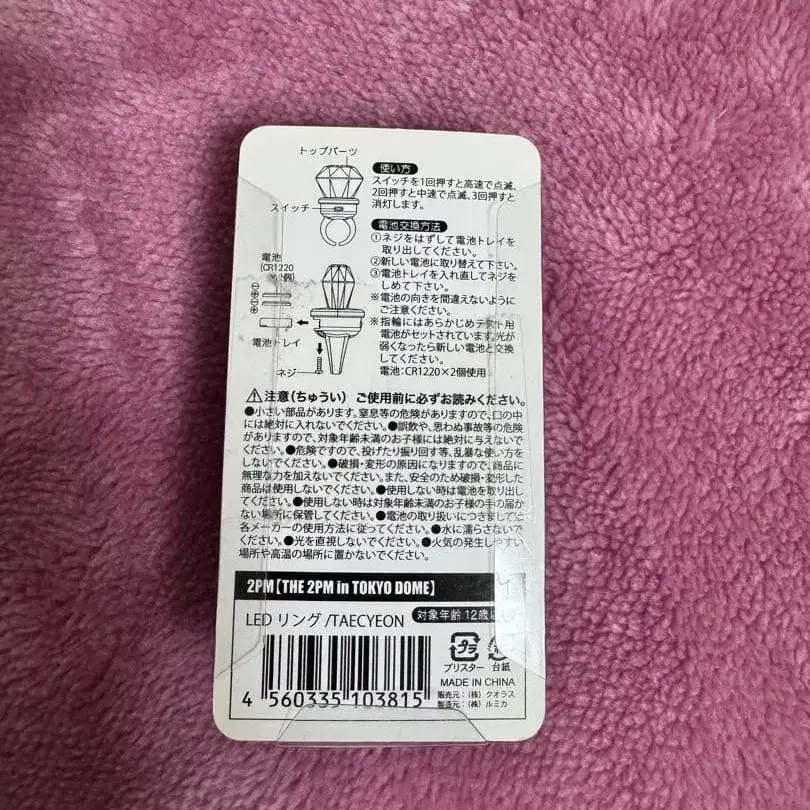 トップパーツ
スイッチ
使い方
スイッチを1回押すと高速で点滅、
2回押すと中速で点滅、3回押すと
消灯します。
電池交換方法
①ネジをはずして電池トレイを
取り出してください。
②新しい電池に取り替えて下さい。
③電池トレイを入れ直してネジを
しめて下さい。
※電池の向きを間違えないように
ご注意ください。
※指輪にはあらかじめテスト用
電池がセットされています。光が
弱くなったら新しい電池と交換
してください。
電池:CR1220×2個使用
電池
(CR1220
×2個)
電池トレイ
ネジ
注意(ちゅうい) ご使用前に必ずお読みください。
●小さい部品があります。窒息等の危険がありますので、口の中
には絶対に入れないでください。●誤飲や、思わぬ事故等の危険
がありますので、対象年齢未満のお子様には絶対に与えないで
ください。●危険ですので、投げたり振り回す等、乱暴な使い方を
しないでください。●破損・変形の原因になりますので、商品に
無理な力を加えないでください。また、安全のため破損・変形した
商品は使用しないでください。●使用しない時は電池を取り出し
てください。●使用しない時は対象年齢未満のお子様の手の届か
ない場所に保管してください。●電池の取り扱いにつきましては
各メーカーの使用方法に従ってください。●水に濡らさないで
ください。●光を直視しないでください。●火気の発生しやすい
場所や高温の場所に置かないでください。
2PM【THE 2PM in TOKYO DOME】
LED リング /TAECYEON
対象年齢 12歳
プラ
ブリスター
台紙
MADE IN CHINA
販売元:(株)クオラス
製造元:(株)ルミカ
4 560335 103815